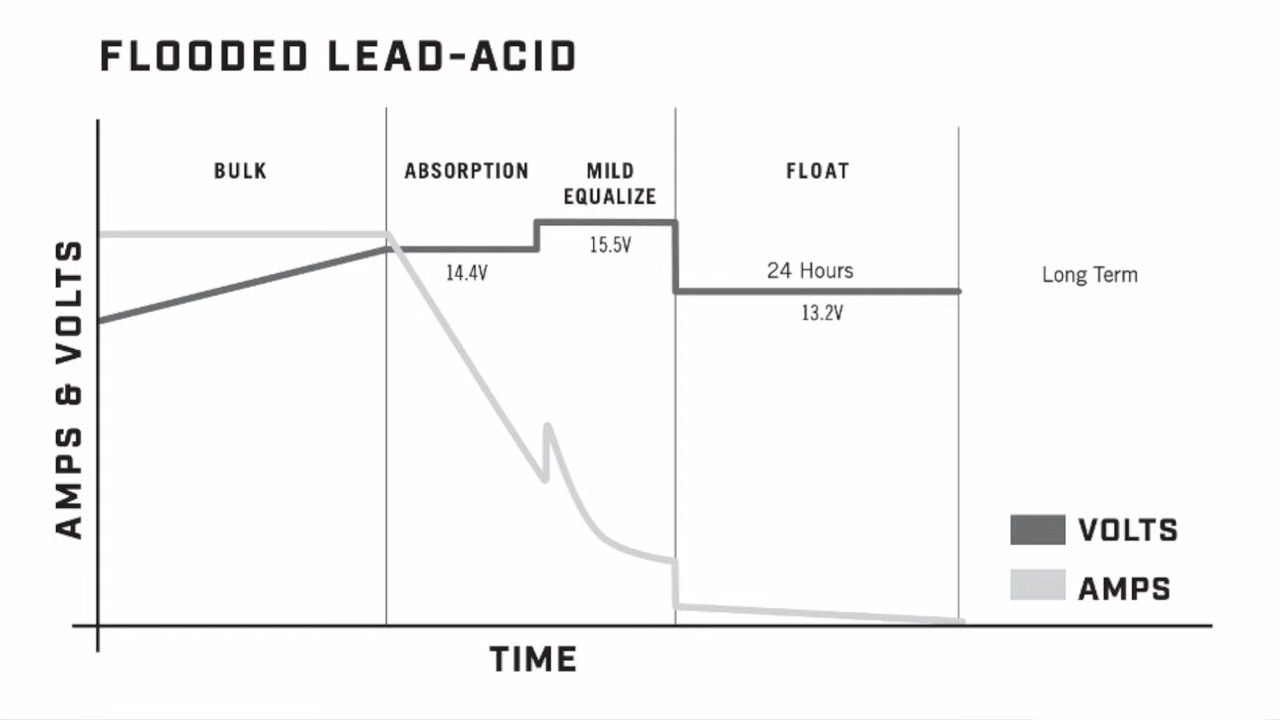 FLOODED LEAD-ACID
BULK
ABSORPTION
MILD
EQUALIZE
FLOAT
14.4V
15.5V
24 Hours
13.2V
Long Term
AMPS & VOLTS
VOLTS
AMPS
TIME